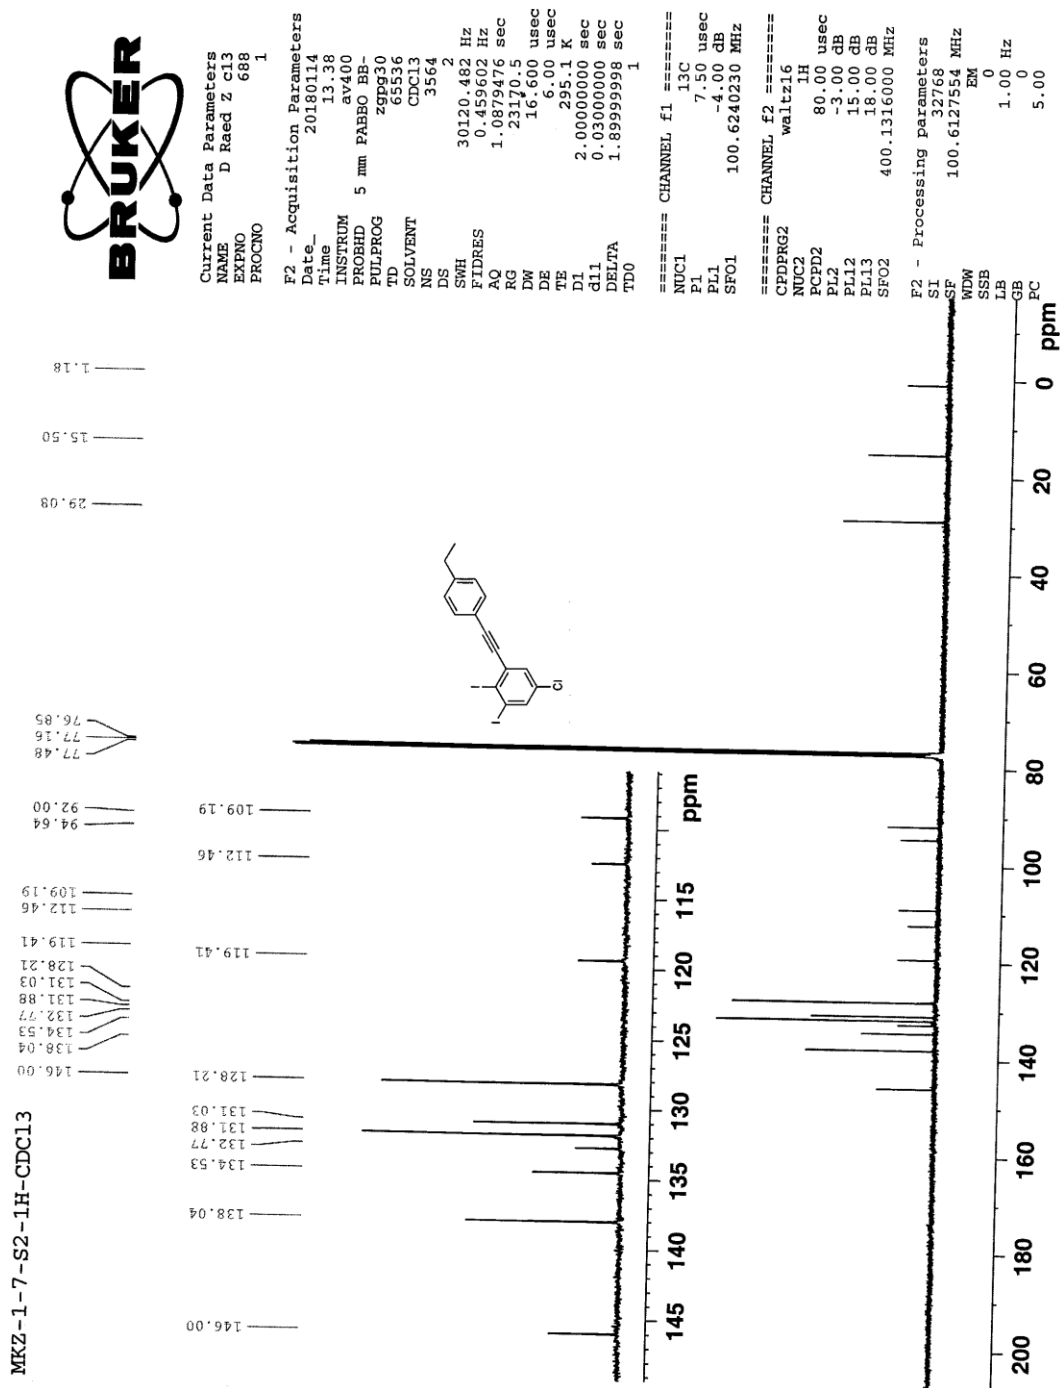 MKZ-1-7-S2-1H-CDCl3
146.00
138.04
134.53
132.77
131.88
131.03
128.21
119.41
112.46
109.19
94.64
92.00
77.48
77.16
76.85
29.08
15.50
1.18
BRUKER
Current Data Parameters
NAME D Raed Z c13
EXPNO 688
PROCNO 1
F2 - Acquisition Parameters
Date_ 20180114
Time 13.38
INSTRUM av400
PROBHD 5 mm PABBO BB-
PULPROG zgpg30
TD 65536
SOLVENT CDCl3
NS 3564
DS 2
SWH 30120.482 Hz
FIDRES 0.459602 Hz
AQ 1.0879476 sec
RG 23170.5
DW 16.600 usec
DE 6.00 usec
TE 295.1 K
D1 2.00000000 sec
d11 0.03000000 sec
DELTA 1.89999998 sec
TD0 1
======== CHANNEL f1 ========
NUC1 13C
P1 7.50 usec
PL1 -4.00 dB
SFO1 100.6240230 MHz
======== CHANNEL f2 ========
CPDPRG2 waltz16
NUC2 1H
PCPD2 80.00 usec
PL2 -3.00 dB
PL12 15.00 dB
PL13 18.00 dB
SFO2 400.1316000 MHz
F2 - Processing parameters
SI 32768
SF 100.6127554 MHz
WDW EM
SSB 0
LB 1.00 Hz
GB 0
PC 5.00
146.00
138.04
134.53
132.77
131.88
131.03
128.21
119.41
112.46
109.19
145 140 135 130 125 120 115 ppm
I
I
Cl
200 180 160 140 120 100 80 60 40 20 0 ppm